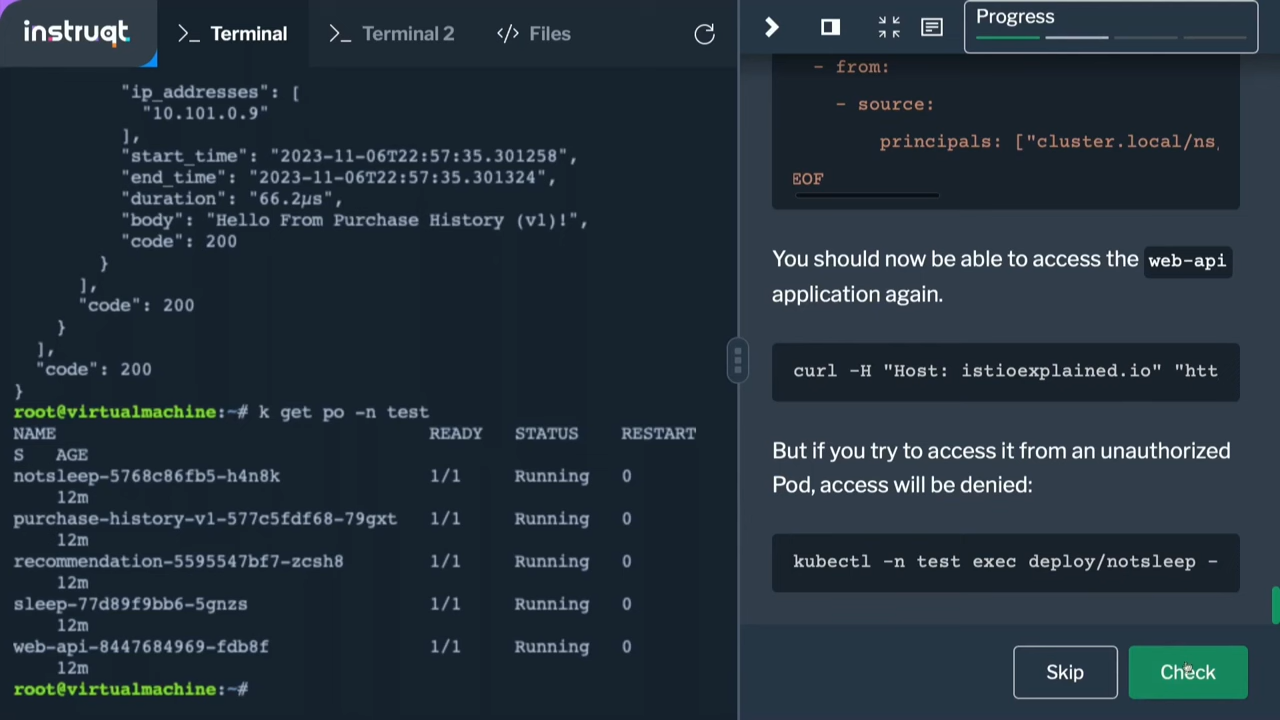 instruqt
>_ Terminal
>_ Terminal 2
</> Files
"ip_addresses": [
"10.101.0.9"
],
"start_time": "2023-11-06T22:57:35.301258",
"end_time": "2023-11-06T22:57:35.301324",
"duration": "66.2µs",
"body": "Hello From Purchase History (v1)!",
"code": 200
}
],
"code": 200
}
],
"code": 200
}
root@virtualmachine:~# k get po -n test
NAME READY STATUS RESTART
S AGE
notsleep-5768c86fb5-h4n8k 1/1 Running 0
12m
purchase-history-v1-577c5fdf68-79gxt 1/1 Running 0
12m
recommendation-5595547bf7-zcsh8 1/1 Running 0
12m
sleep-77d89f9bb6-5gnzs 1/1 Running 0
12m
web-api-8447684969-fdb8f 1/1 Running 0
12m
root@virtualmachine:~#
Progress
- from:
- source:
principals: ["cluster.local/ns,
EOF
You should now be able to access the web-api
application again.
curl -H "Host: istioexplained.io" "htt
But if you try to access it from an unauthorized
Pod, access will be denied:
kubectl -n test exec deploy/notsleep -
Skip
Check